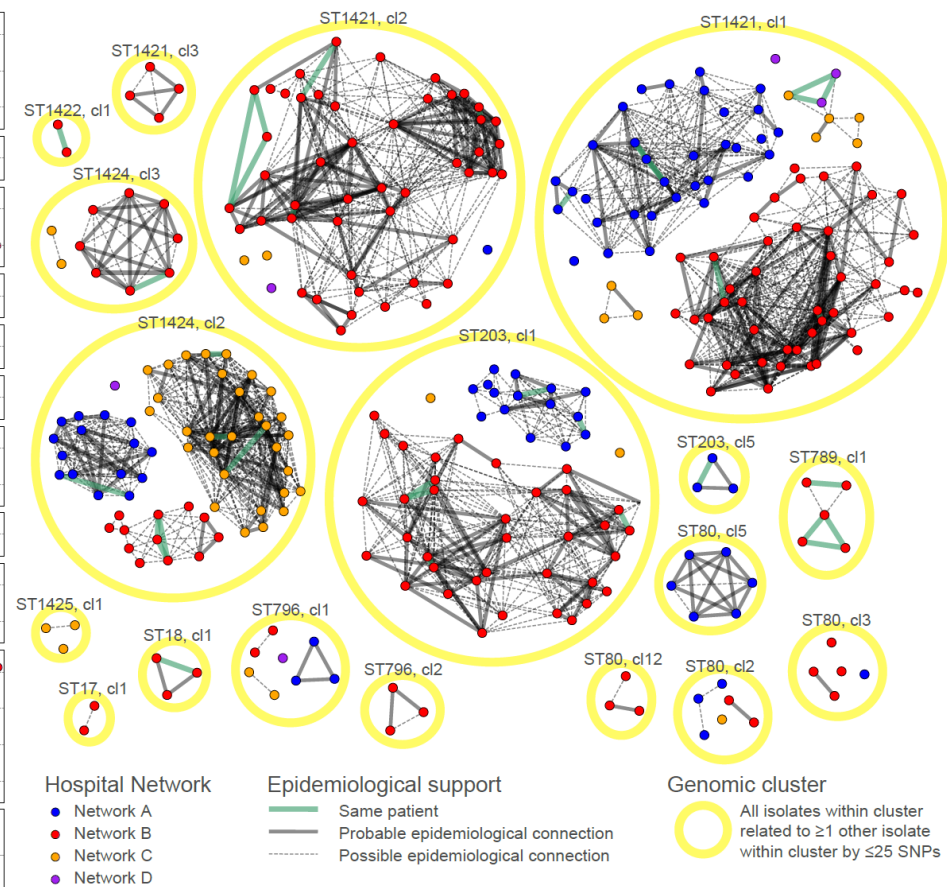 ST1421, cl2
ST1421, cl1
ST1421, cl3
ST1422, cl1
ST1424, cl3
ST1424, cl2
ST203, cl1
ST203, cl5
ST789, cl1
ST80, cl5
ST1425, cl1
ST18, cl1
ST796, cl1
ST80, cl3
ST17, cl1
ST796, cl2
ST80, cl12
ST80, cl2
Hospital Network
Network A
Network B
Network C
Network D
Epidemiological support
Same patient
Probable epidemiological connection
Possible epidemiological connection
Genomic cluster
All isolates within cluster
related to ≥1 other isolate
within cluster by ≤25 SNPs